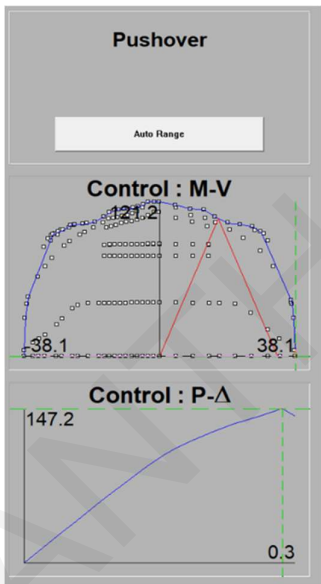 Pushover
Auto Range
Control : M-V
121.2
-38.1 38.1
Control : P-Δ
147.2
0.3